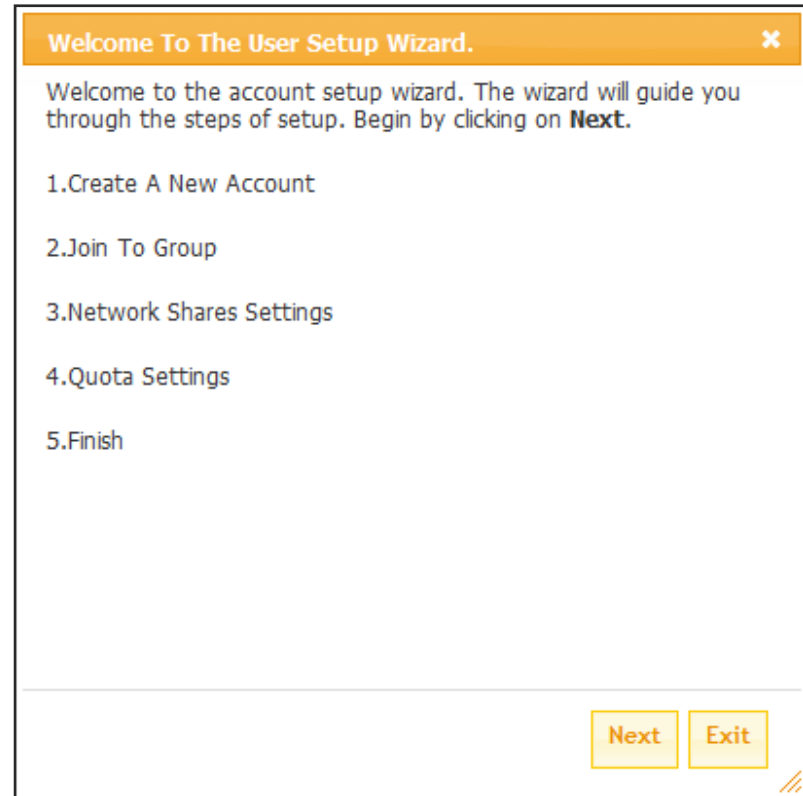 Welcome To The User Setup Wizard.
Welcome to the account setup wizard. The wizard will guide you
through the steps of setup. Begin by clicking on Next.
1.Create A New Account
2.Join To Group
3.Network Shares Settings
4.Quota Settings
5.Finish
Next Exit